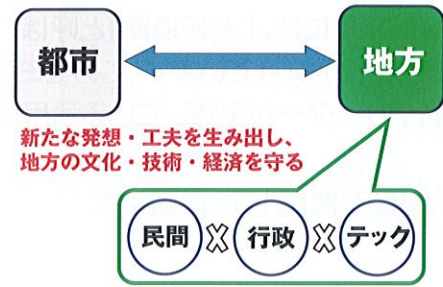 都市
地方
新たな発想・工夫を生み出し、
地方の文化・技術・経済を守る
民間
×
行政
×
テック